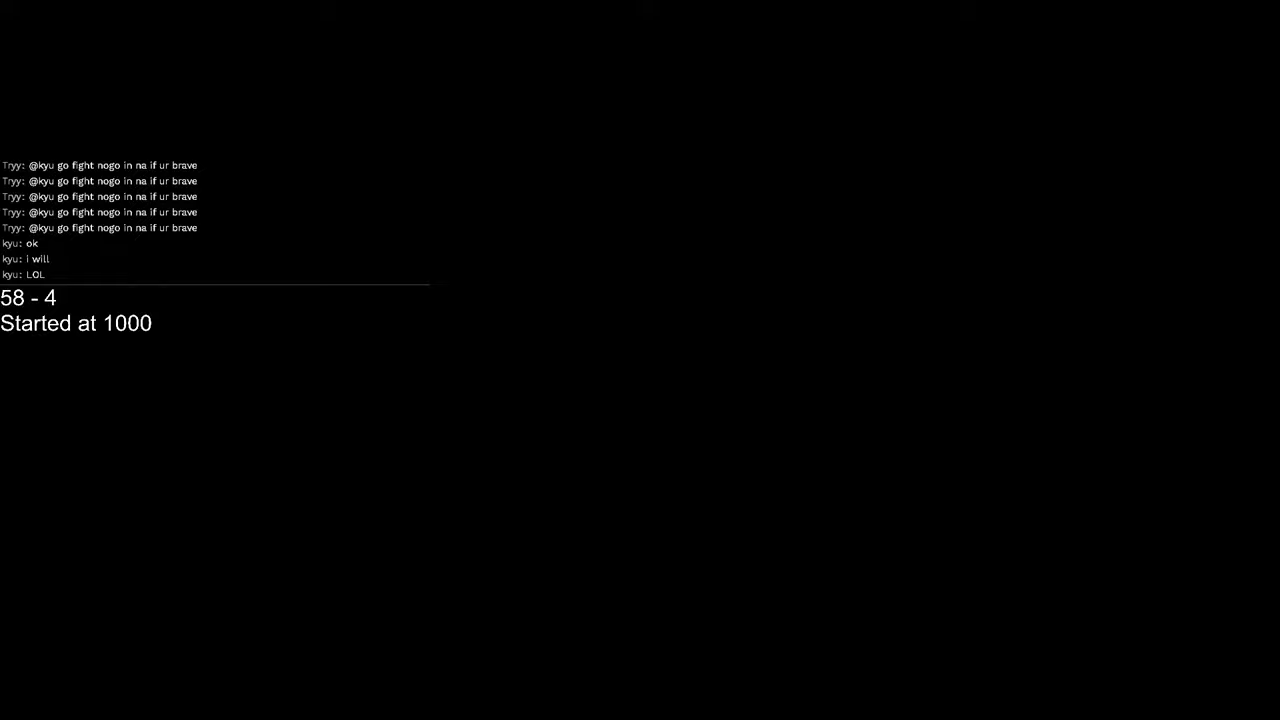 Tryy: @kyu go fight nogo in na if ur brave
Tryy: @kyu go fight nogo in na if ur brave
Tryy: @kyu go fight nogo in na if ur brave
Tryy: @kyu go fight nogo in na if ur brave
Tryy: @kyu go fight nogo in na if ur brave
kyu: ok
kyu: i will
kyu: LOL
58 - 4
Started at 1000